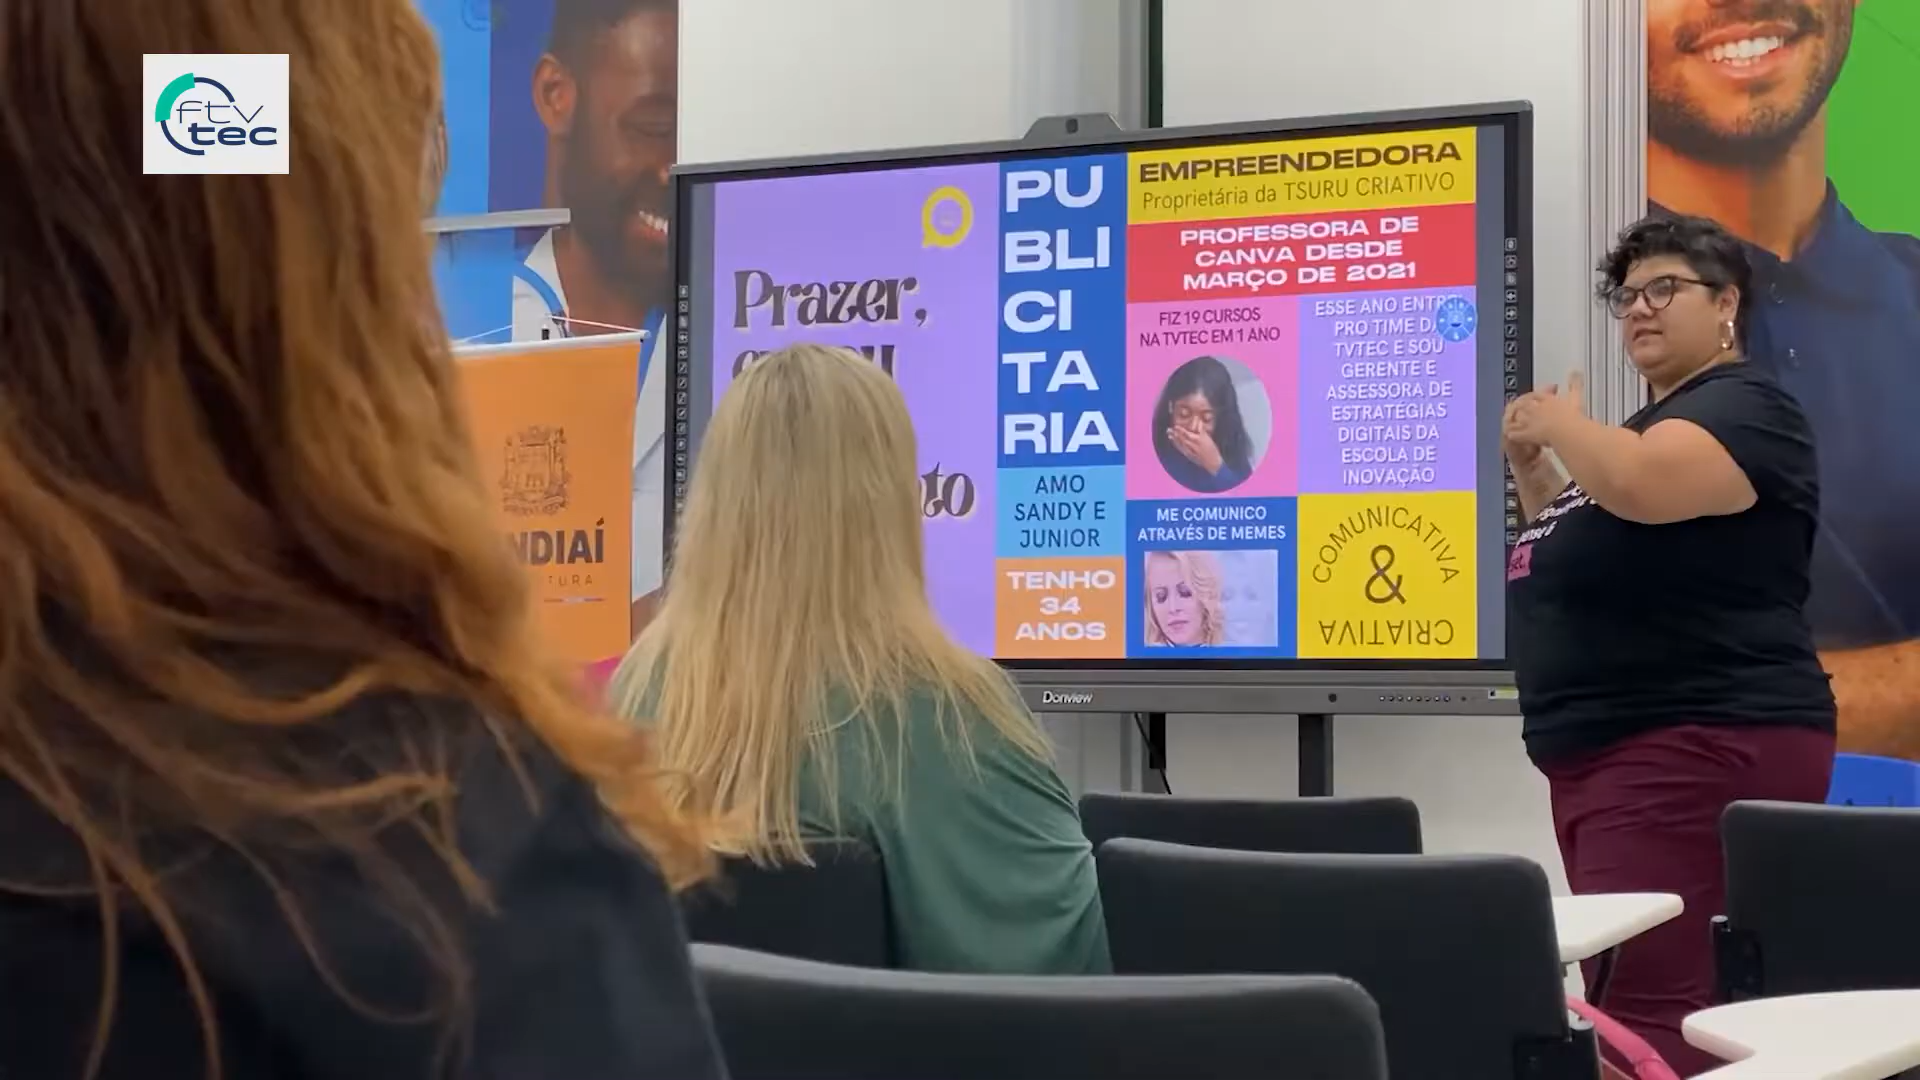 ftv
tec
Prazer,
PU
BLI
CI
TA
RIA
AMO
SANDY E
JUNIOR
TENHO
34
ANOS
EMPREENDEDORA
Proprietária da TSURU CRIATIVO
PROFESSORA DE
CANVA DESDE
MARÇO DE 2021
FIZ 19 CURSOS
NA TVTEC EM 1 ANO
ESSE ANO
PRO TIME
TVTEC E SOU
GERENTE E
ASSESSORA DE
ESTRATÉGIAS
DIGITAIS DA
ESCOLA DE
INOVAÇÃO
ME COMUNICO
ATRAVÉS DE MEMES
COMUNICATIVA
&
CRIATIVA
Donview